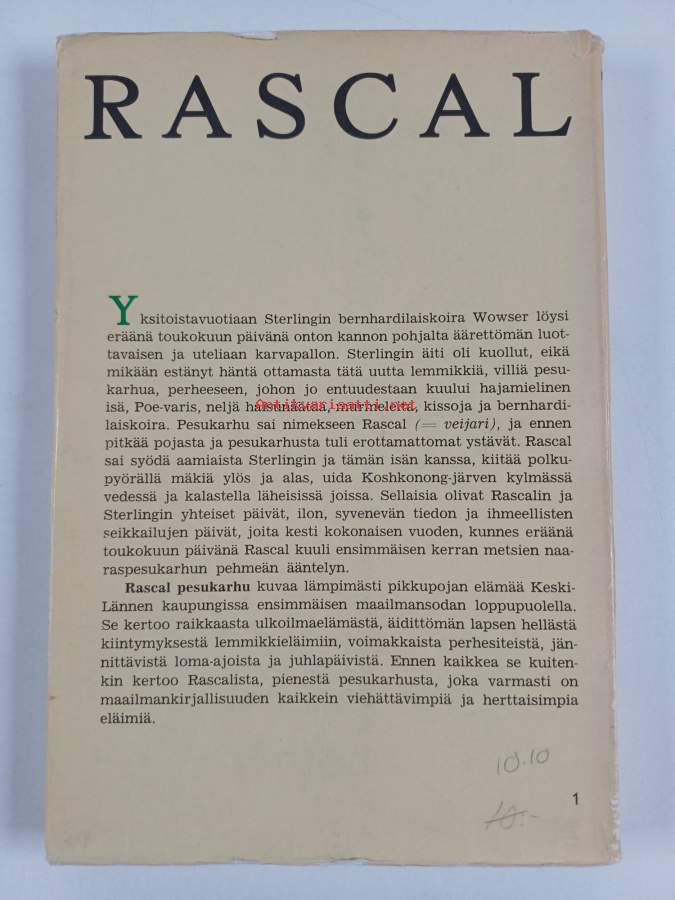 RASCAL
Yksitoistavuotiaan Sterlingin bernhardilaiskoira Wowser löysi
eräänä toukokuun päivänä onton kannon pohjalta äärettömän luot-
tavaisen ja uteliaan karvapallon. Sterlingin äiti oli kuollut, eikä
mikään estänyt häntä ottamasta tätä uutta lemmikkiä, villiä pesu-
karhua, perheeseen, johon jo entuudestaan kuului hajamielinen
isä, Poe-varis, neljä haisunäätää, murmeleita, kissoja ja bernhardi-
Antikvariaatti.net
laiskoira. Pesukarhu sai nimekseen Rascal (= veijari), ja ennen
pitkää pojasta ja pesukarhusta tuli erottamattomat ystävät. Rascal
sai syödä aamiaista Sterlingin ja tämän isän kanssa, kiitää polku-
pyörällä mäkiä ylös ja alas, uida Koshkonong-järven kylmässä
vedessä ja kalastella läheisissä joissa. Sellaisia olivat Rascalin ja
Sterlingin yhteiset päivät, ilon, syvenevän tiedon ja ihmeellisten
seikkailujen päivät, joita kesti kokonaisen vuoden, kunnes eräänä
toukokuun päivänä Rascal kuuli ensimmäisen kerran metsien naa-
raspesukarhun pehmeän ääntelyn.
Rascal pesukarhu kuvaa lämpimästi pikkupojan elämää Keski-
Lännen kaupungissa ensimmäisen maailmansodan loppupuolella.
Se kertoo raikkaasta ulkoilmaelämästä, äidittömän lapsen hellästä
kiintymyksestä lemmikkieläimiin, voimakkaista perhesiteistä, jän-
nittävistä loma-ajoista ja juhlapäivistä. Ennen kaikkea se kuiten-
kin kertoo Rascalista, pienestä pesukarhusta, joka varmasti on
maailmankirjallisuuden kaikkein viehättävimpiä ja herttaisimpia
eläimiä.
10.10
1
10.-